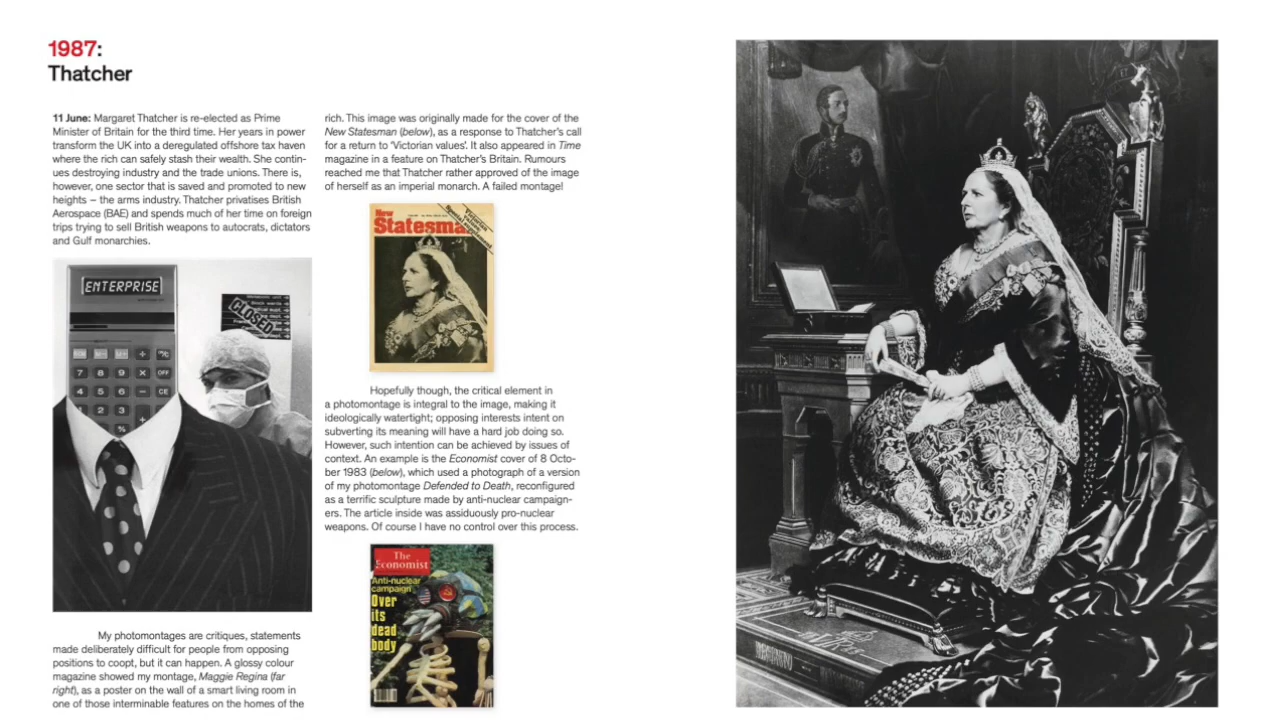 1987:
Thatcher
11 June: Margaret Thatcher is re-elected as Prime
Minister of Britain for the third time. Her years in power
transform the UK into a deregulated offshore tax haven
where the rich can safely stash their wealth. She contin-
ues destroying industry and the trade unions. There is,
however, one sector that is saved and promoted to new
heights – the arms industry. Thatcher privatises British
Aerospace (BAE) and spends much of her time on foreign
trips trying to sell British weapons to autocrats, dictators
and Gulf monarchies.
ENTERPRISE
CLOSED
÷
OFF
7 8 9 ×
4 5 6 − CE
1 2 3 +
%
My photomontages are critiques, statements
made deliberately difficult for people from opposing
positions to coopt, but it can happen. A glossy colour
magazine showed my montage, Maggie Regina (far
right), as a poster on the wall of a smart living room in
one of those interminable features on the homes of the
rich. This image was originally made for the cover of the
New Statesman (below), as a response to Thatcher's call
for a return to 'Victorian values'. It also appeared in Time
magazine in a feature on Thatcher's Britain. Rumours
reached me that Thatcher rather approved of the image
of herself as an imperial monarch. A failed montage!
New
Statesma
Victorian
values
Special supplement
Hopefully though, the critical element in
a photomontage is integral to the image, making it
ideologically watertight; opposing interests intent on
subverting its meaning will have a hard job doing so.
However, such intention can be achieved by issues of
context. An example is the Economist cover of 8 Octo-
ber 1983 (below), which used a photograph of a version
of my photomontage Defended to Death, reconfigured
as a terrific sculpture made by anti-nuclear campaign-
ers. The article inside was assiduously pro-nuclear
weapons. Of course I have no control over this process.
The
Economist
Anti-nuclear
campaign
Over
its
dead
body